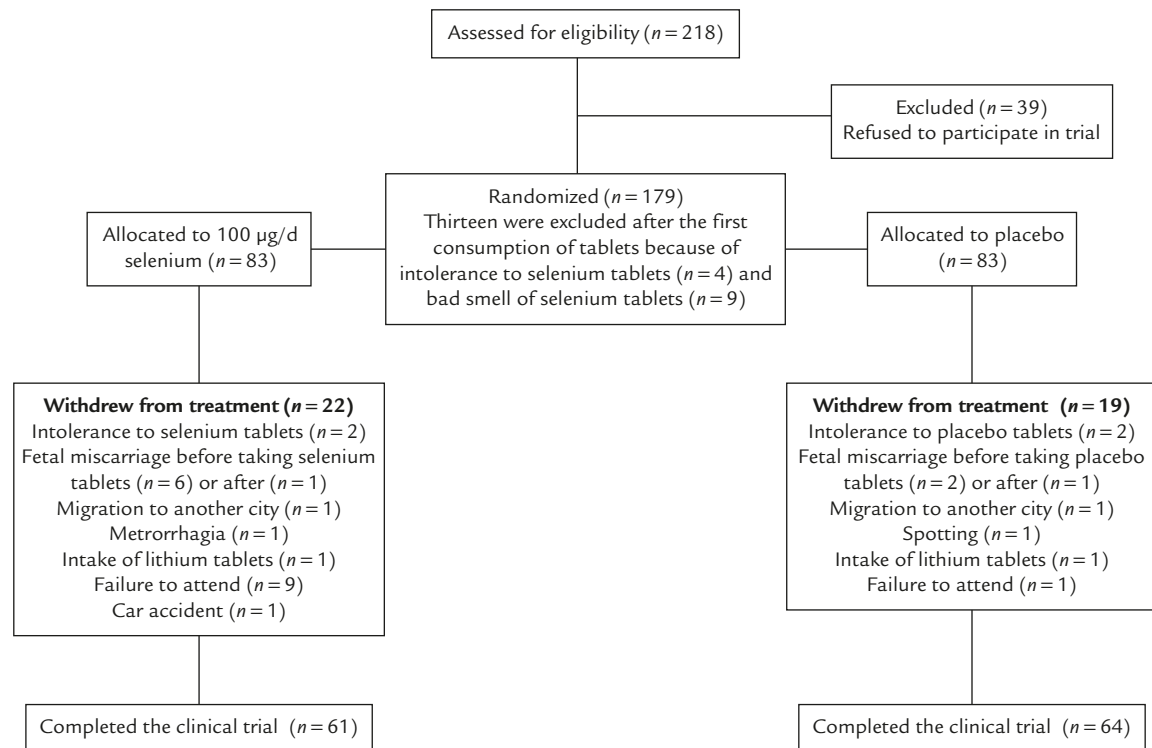 Assessed for eligibility (n = 218)
Excluded (n = 39)
Refused to participate in trial
Randomized (n = 179)
Thirteen were excluded after the first
consumption of tablets because of
intolerance to selenium tablets (n = 4) and
bad smell of selenium tablets (n = 9)
Allocated to 100 µg/d
selenium (n = 83)
Allocated to placebo
(n = 83)
Withdrew from treatment (n = 22)
Intolerance to selenium tablets (n = 2)
Fetal miscarriage before taking selenium
tablets (n = 6) or after (n = 1)
Migration to another city (n = 1)
Metrorrhagia (n = 1)
Intake of lithium tablets (n = 1)
Failure to attend (n = 9)
Car accident (n = 1)
Withdrew from treatment (n = 19)
Intolerance to placebo tablets (n = 2)
Fetal miscarriage before taking placebo
tablets (n = 2) or after (n = 1)
Migration to another city (n = 1)
Spotting (n = 1)
Intake of lithium tablets (n = 1)
Failure to attend (n = 1)
Completed the clinical trial (n = 61)
Completed the clinical trial (n = 64)